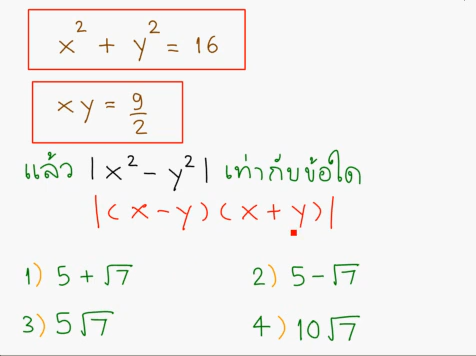 x² + y² = 16
xy = 9/2
แล้ว |x² - y²| เท่ากับข้อใด
|(x - y)(x + y)|
1) 5 + √7 2) 5 - √7
3) 5√7 4) 10√7